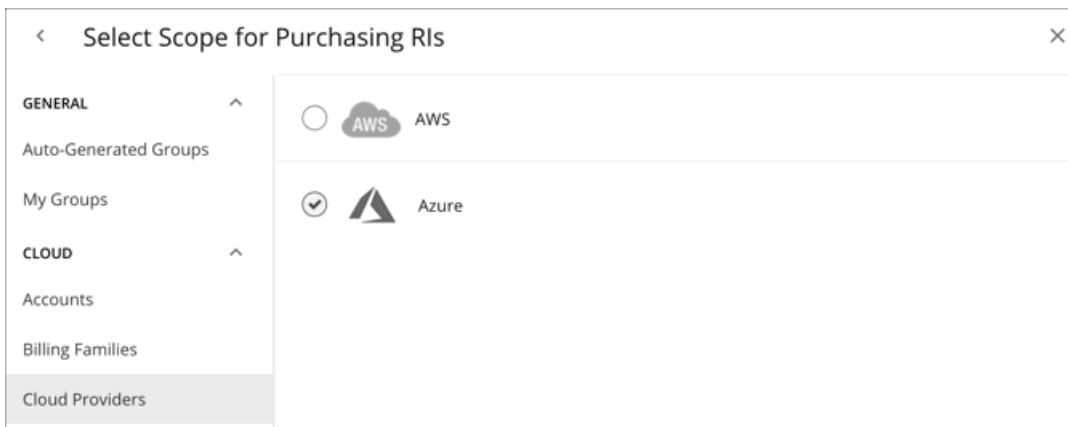 Select Scope for Purchasing RIs
GENERAL
Auto-Generated Groups
My Groups
CLOUD
Accounts
Billing Families
Cloud Providers
AWS AWS
Azure